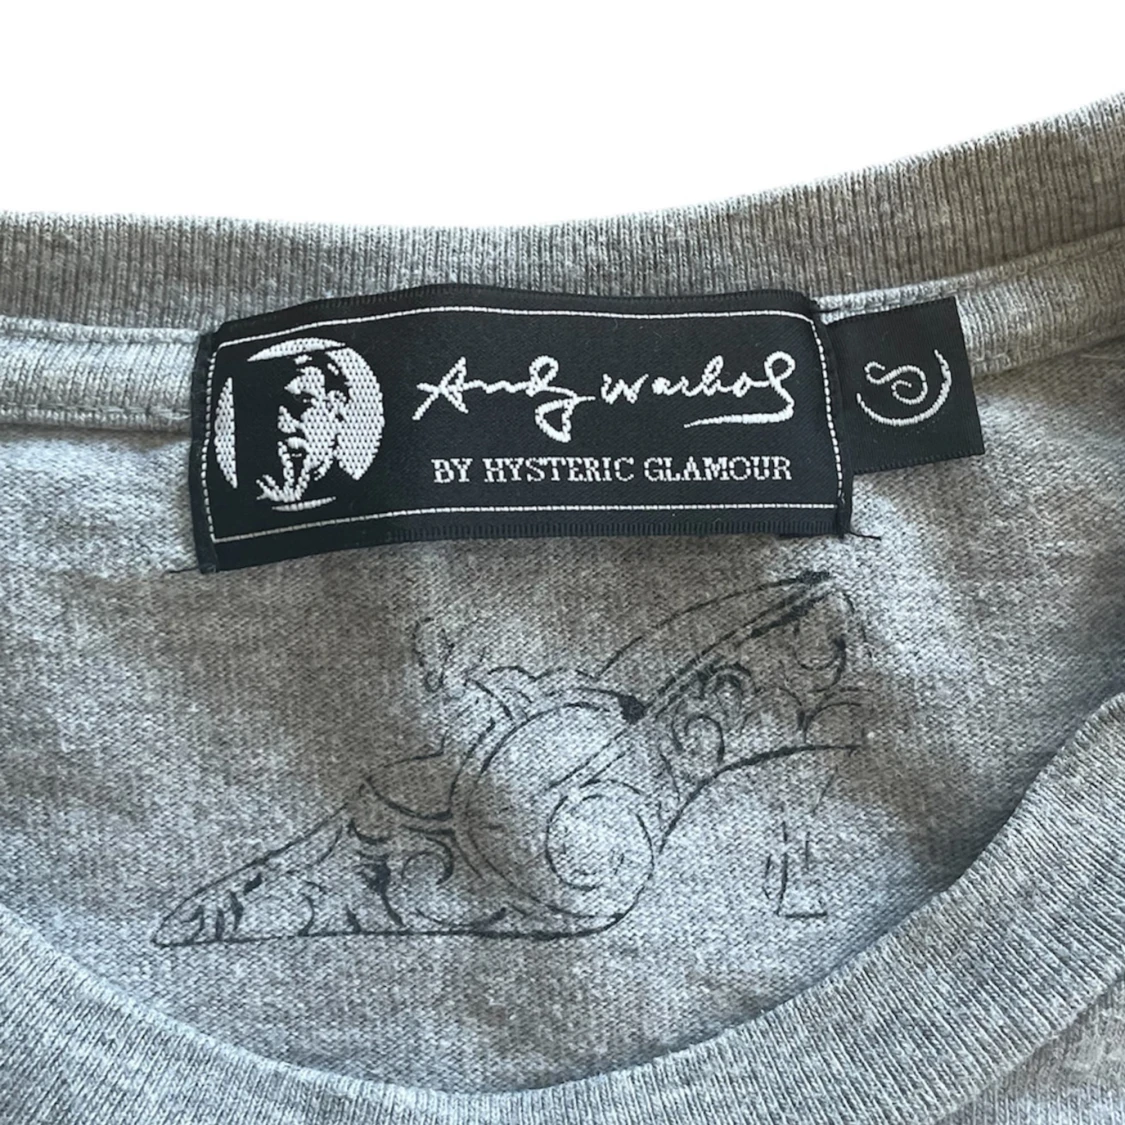 Andy Warhol
BY HYSTERIC GLAMOUR
S